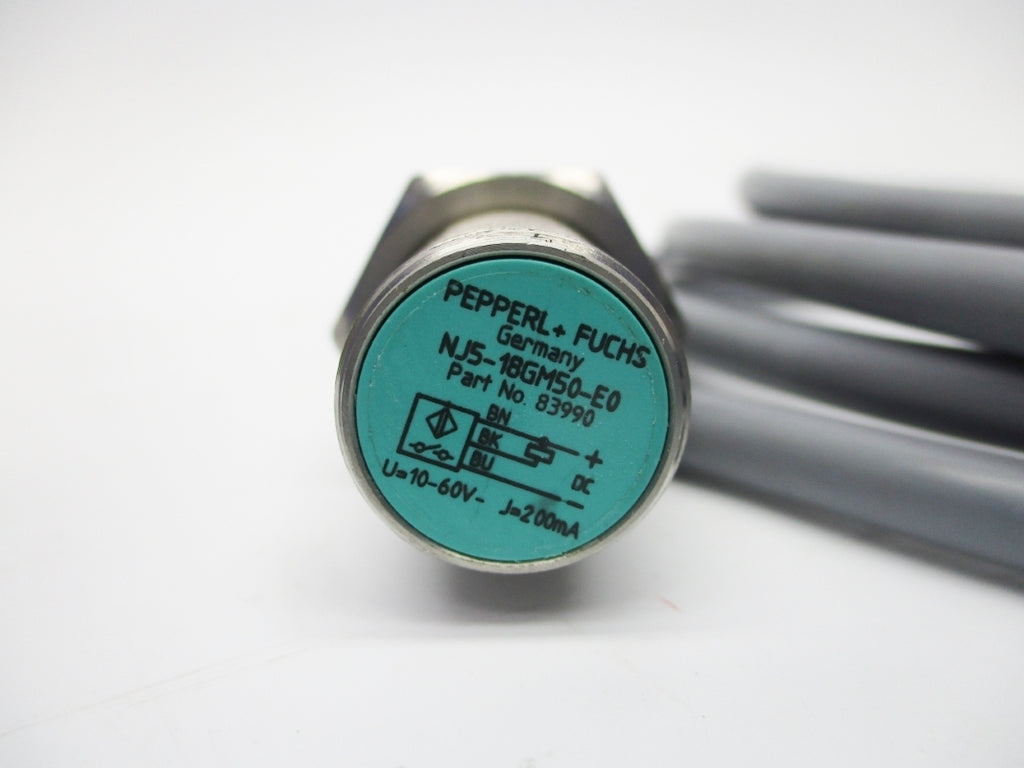 PEPPERL+ FUCHS
Germany
NJ5-18GM50-E0
Part No. 83990
BN
BK
+
BU
DC
-
U=10-60V-
J=200mA